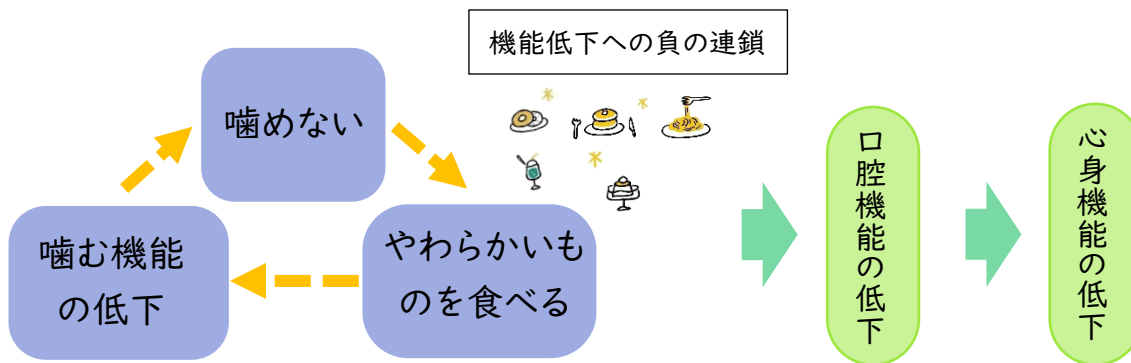 機能低下への負の連鎖
噛めない
やわらかいも
のを食べる
噛む機能
の低下
口腔機能の低下
心身機能の低下